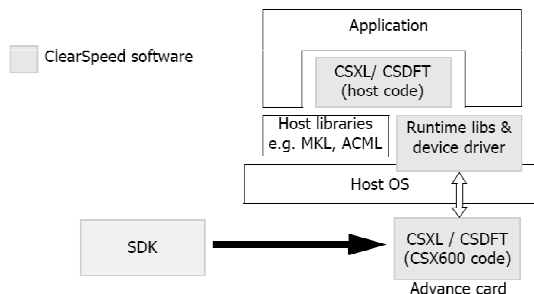 Application
ClearSpeed software
CSXL/ CSDFT
(host code)
Host libraries
e.g. MKL, ACML
Runtime libs &
device driver
Host OS
SDK
CSXL / CSDFT
(CSX600 code)
Advance card